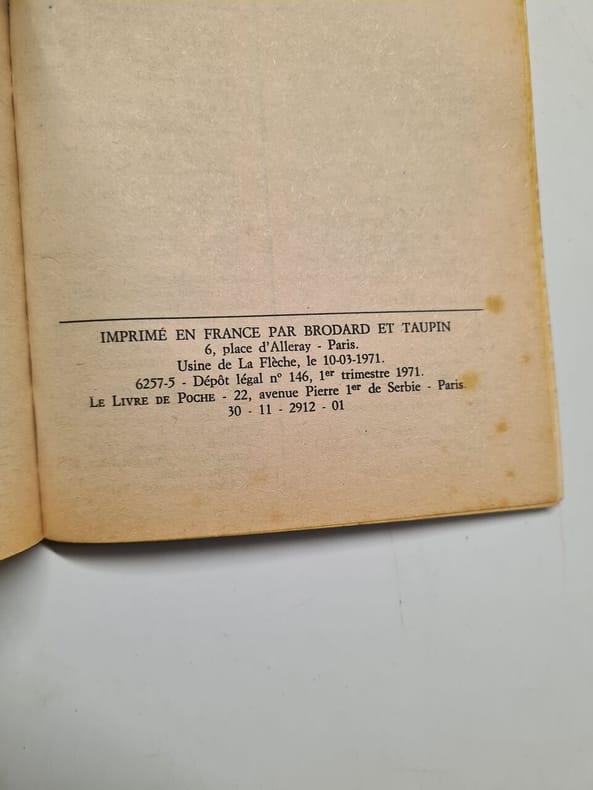 IMPRIMÉ EN FRANCE PAR BRODARD ET TAUPIN
6, place d'Alleray - Paris.
Usine de La Flèche, le 10-03-1971.
6257-5 - Dépôt légal nº 146, 1er trimestre 1971.
LE LIVRE DE POCHE - 22, avenue Pierre 1er de Serbie - Paris.
30 - 11 - 2912 - 01